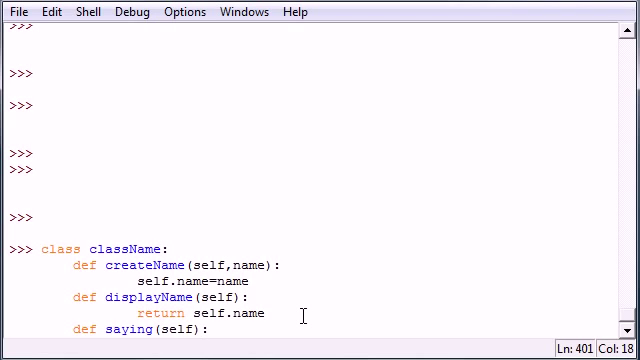 File Edit Shell Debug Options Windows Help
>>>
>>>
>>>
>>>
>>>
>>>
>>> class className:
def createName(self,name):
self.name=name
def displayName(self):
return self.name
def saying(self):
Ln: 401 Col: 18